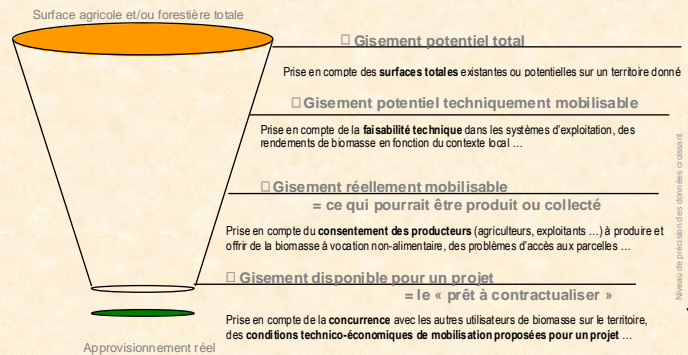 Surface agricole et/ou forestière totale
□ Gisement potentiel total
Prise en compte des surfaces totales existantes ou potentielles sur un territoire donné
□ Gisement potentiel techniquement mobilisable
Prise en compte de la faisabilité technique dans les systèmes d'exploitation, des
rendements de biomasse en fonction du contexte local …
□ Gisement réellement mobilisable
= ce qui pourrait être produit ou collecté
Prise en compte du consentement des producteurs (agriculteurs, exploitants …) à produire et
offrir de la biomasse à vocation non-alimentaire, des problèmes d'accès aux parcelles …
□ Gisement disponible pour un projet
= le « prêt à contractualiser »
Prise en compte de la concurrence avec les autres utilisateurs de biomasse sur le territoire,
des conditions technico-économiques de mobilisation proposées pour un projet …
Approvisionnement réel
Niveau de précision des données croissant